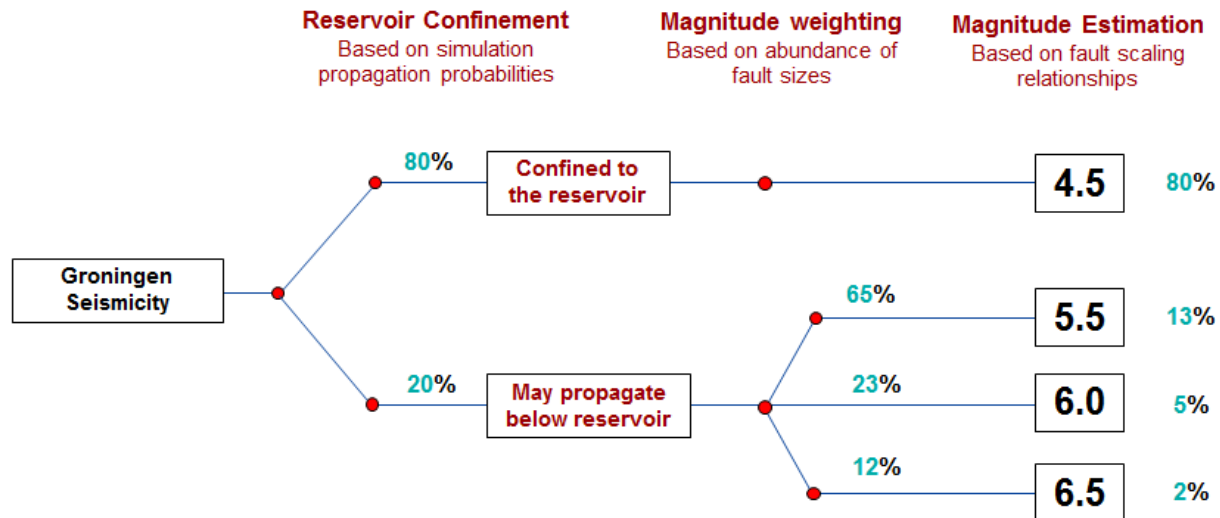 Reservoir Confinement
Based on simulation
propagation probabilities
Magnitude weighting
Based on abundance of
fault sizes
Magnitude Estimation
Based on fault scaling
relationships
80%
Confined to
the reservoir
4.5
80%
Groningen
Seismicity
65%
5.5
13%
20%
May propagate
below reservoir
23%
6.0
5%
12%
6.5
2%